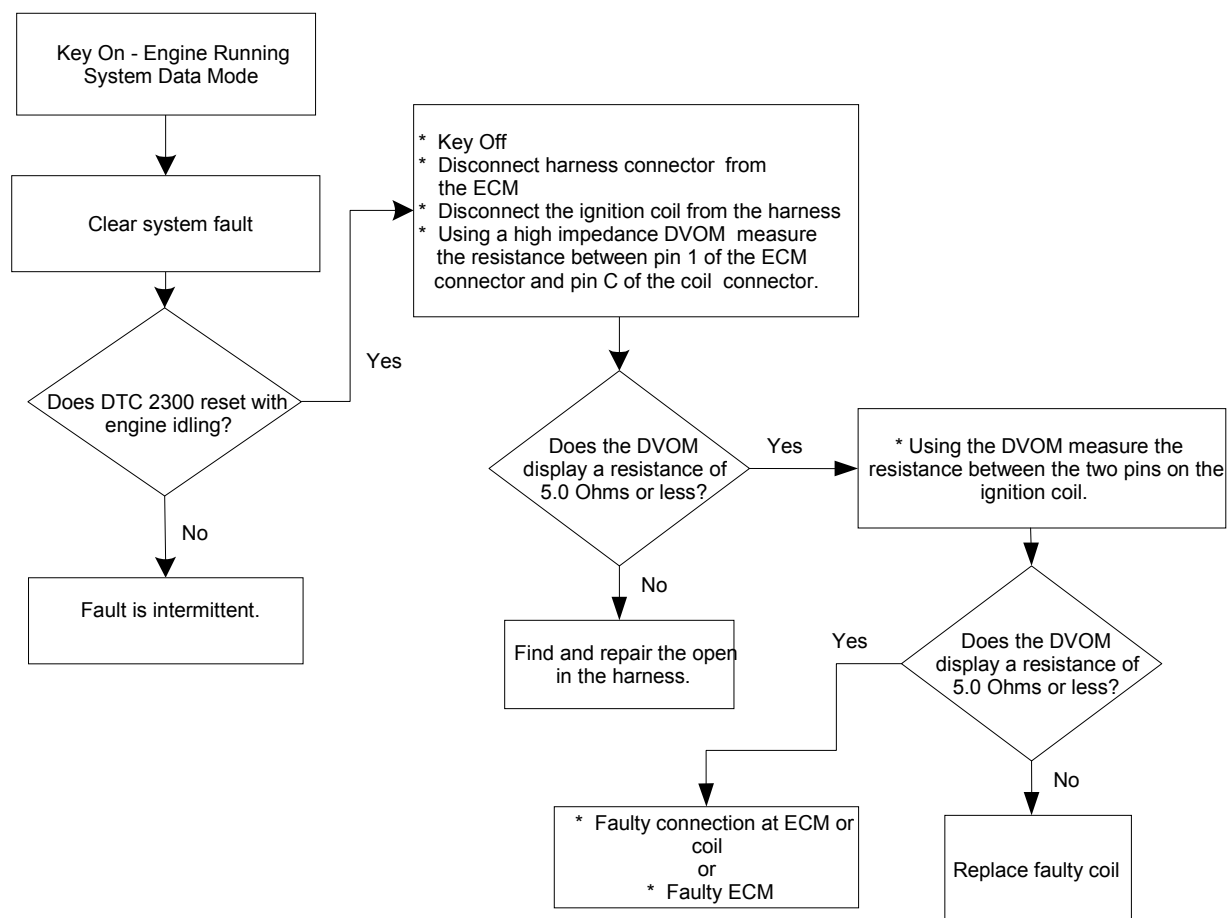 Key On - Engine Running
System Data Mode
Clear system fault
Does DTC 2300 reset with
engine idling?
Yes
No
Fault is intermittent.
* Key Off
* Disconnect harness connector from
the ECM
* Disconnect the ignition coil from the harness
* Using a high impedance DVOM measure
the resistance between pin 1 of the ECM
connector and pin C of the coil connector.
Does the DVOM
display a resistance of
5.0 Ohms or less?
Yes
No
Find and repair the open
in the harness.
* Using the DVOM measure the
resistance between the two pins on the
ignition coil.
Does the DVOM
display a resistance of
5.0 Ohms or less?
Yes
No
* Faulty connection at ECM or
coil
or
* Faulty ECM
Replace faulty coil